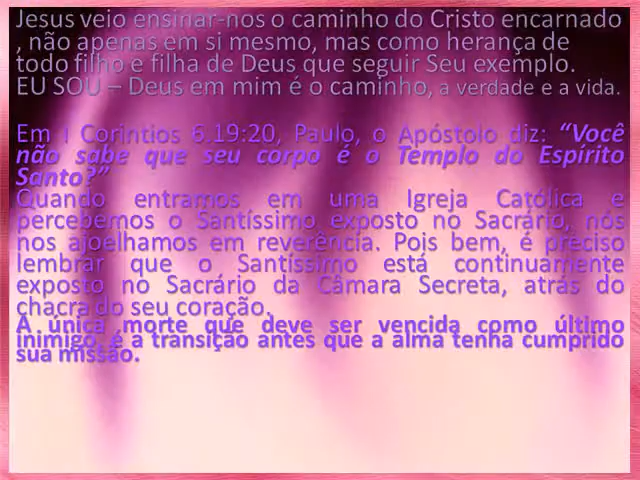 Jesus veio ensinar-nos o caminho do Cristo encarnado
, não apenas em si mesmo, mas como herança de
todo filho e filha de Deus que seguir Seu exemplo.
EU SOU – Deus em mim é o caminho, a verdade e a vida.
Em I Coríntios 6.19:20, Paulo, o Apóstolo diz: “Você
não sabe que seu corpo é o Templo do Espírito
Santo?”
Quando entramos em uma Igreja Católica e
percebemos o Santíssimo exposto no Sacrário, nós
nos ajoelhamos em reverência. Pois bem, é preciso
lembrar que o Santíssimo está continuamente
exposto no Sacrário da Câmara Secreta, atrás do
chacra do seu coração.
A única morte que deve ser vencida como último
inimigo, é a transição antes que a alma tenha cumprido
sua missão.